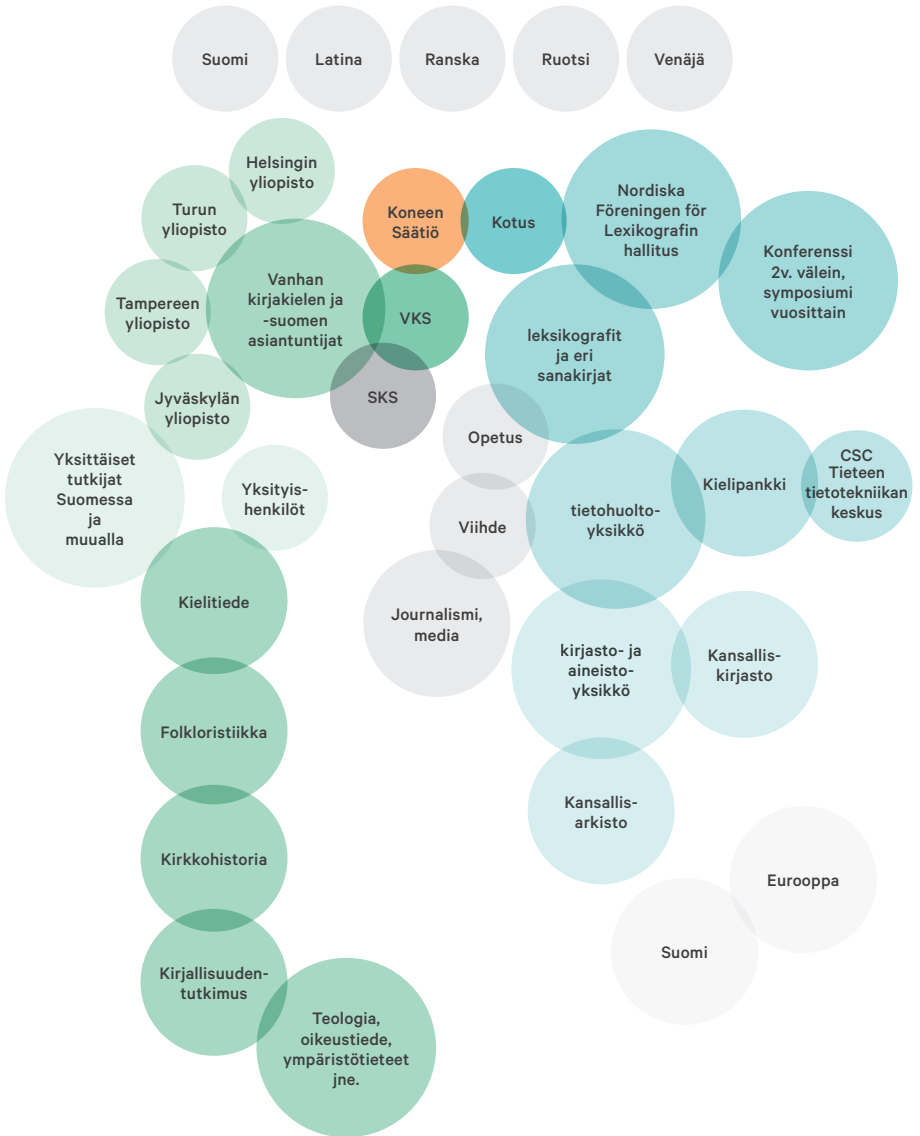 Suomi
Latina
Ranska
Ruotsi
Venäjä
Helsingin
yliopisto
Turun
yliopisto
Tampereen
yliopisto
Jyväskylän
yliopisto
Vanhan
kirjakielen ja
-suomen
asiantuntijat
Koneen
Säätiö
Kotus
VKS
SKS
Nordiska
Föreningen för
Lexikografin
hallitus
Konferenssi
2v. välein,
symposiumi
vuosittain
leksikografit
ja eri
sanakirjat
Opetus
Viihde
Journalismi,
media
tietohuolto-
yksikkö
Kielipankki
CSC
Tieteen
tietotekniikan
keskus
kirjasto- ja
aineisto-
yksikkö
Kansallis-
kirjasto
Kansallis-
arkisto
Yksittäiset
tutkijat
Suomessa
ja
muualla
Yksityis-
henkilöt
Kielitiede
Folkloristiikka
Kirkkohistoria
Kirjallisuuden-
tutkimus
Teologia,
oikeustiede,
ympäristötieteet
jne.
Eurooppa
Suomi